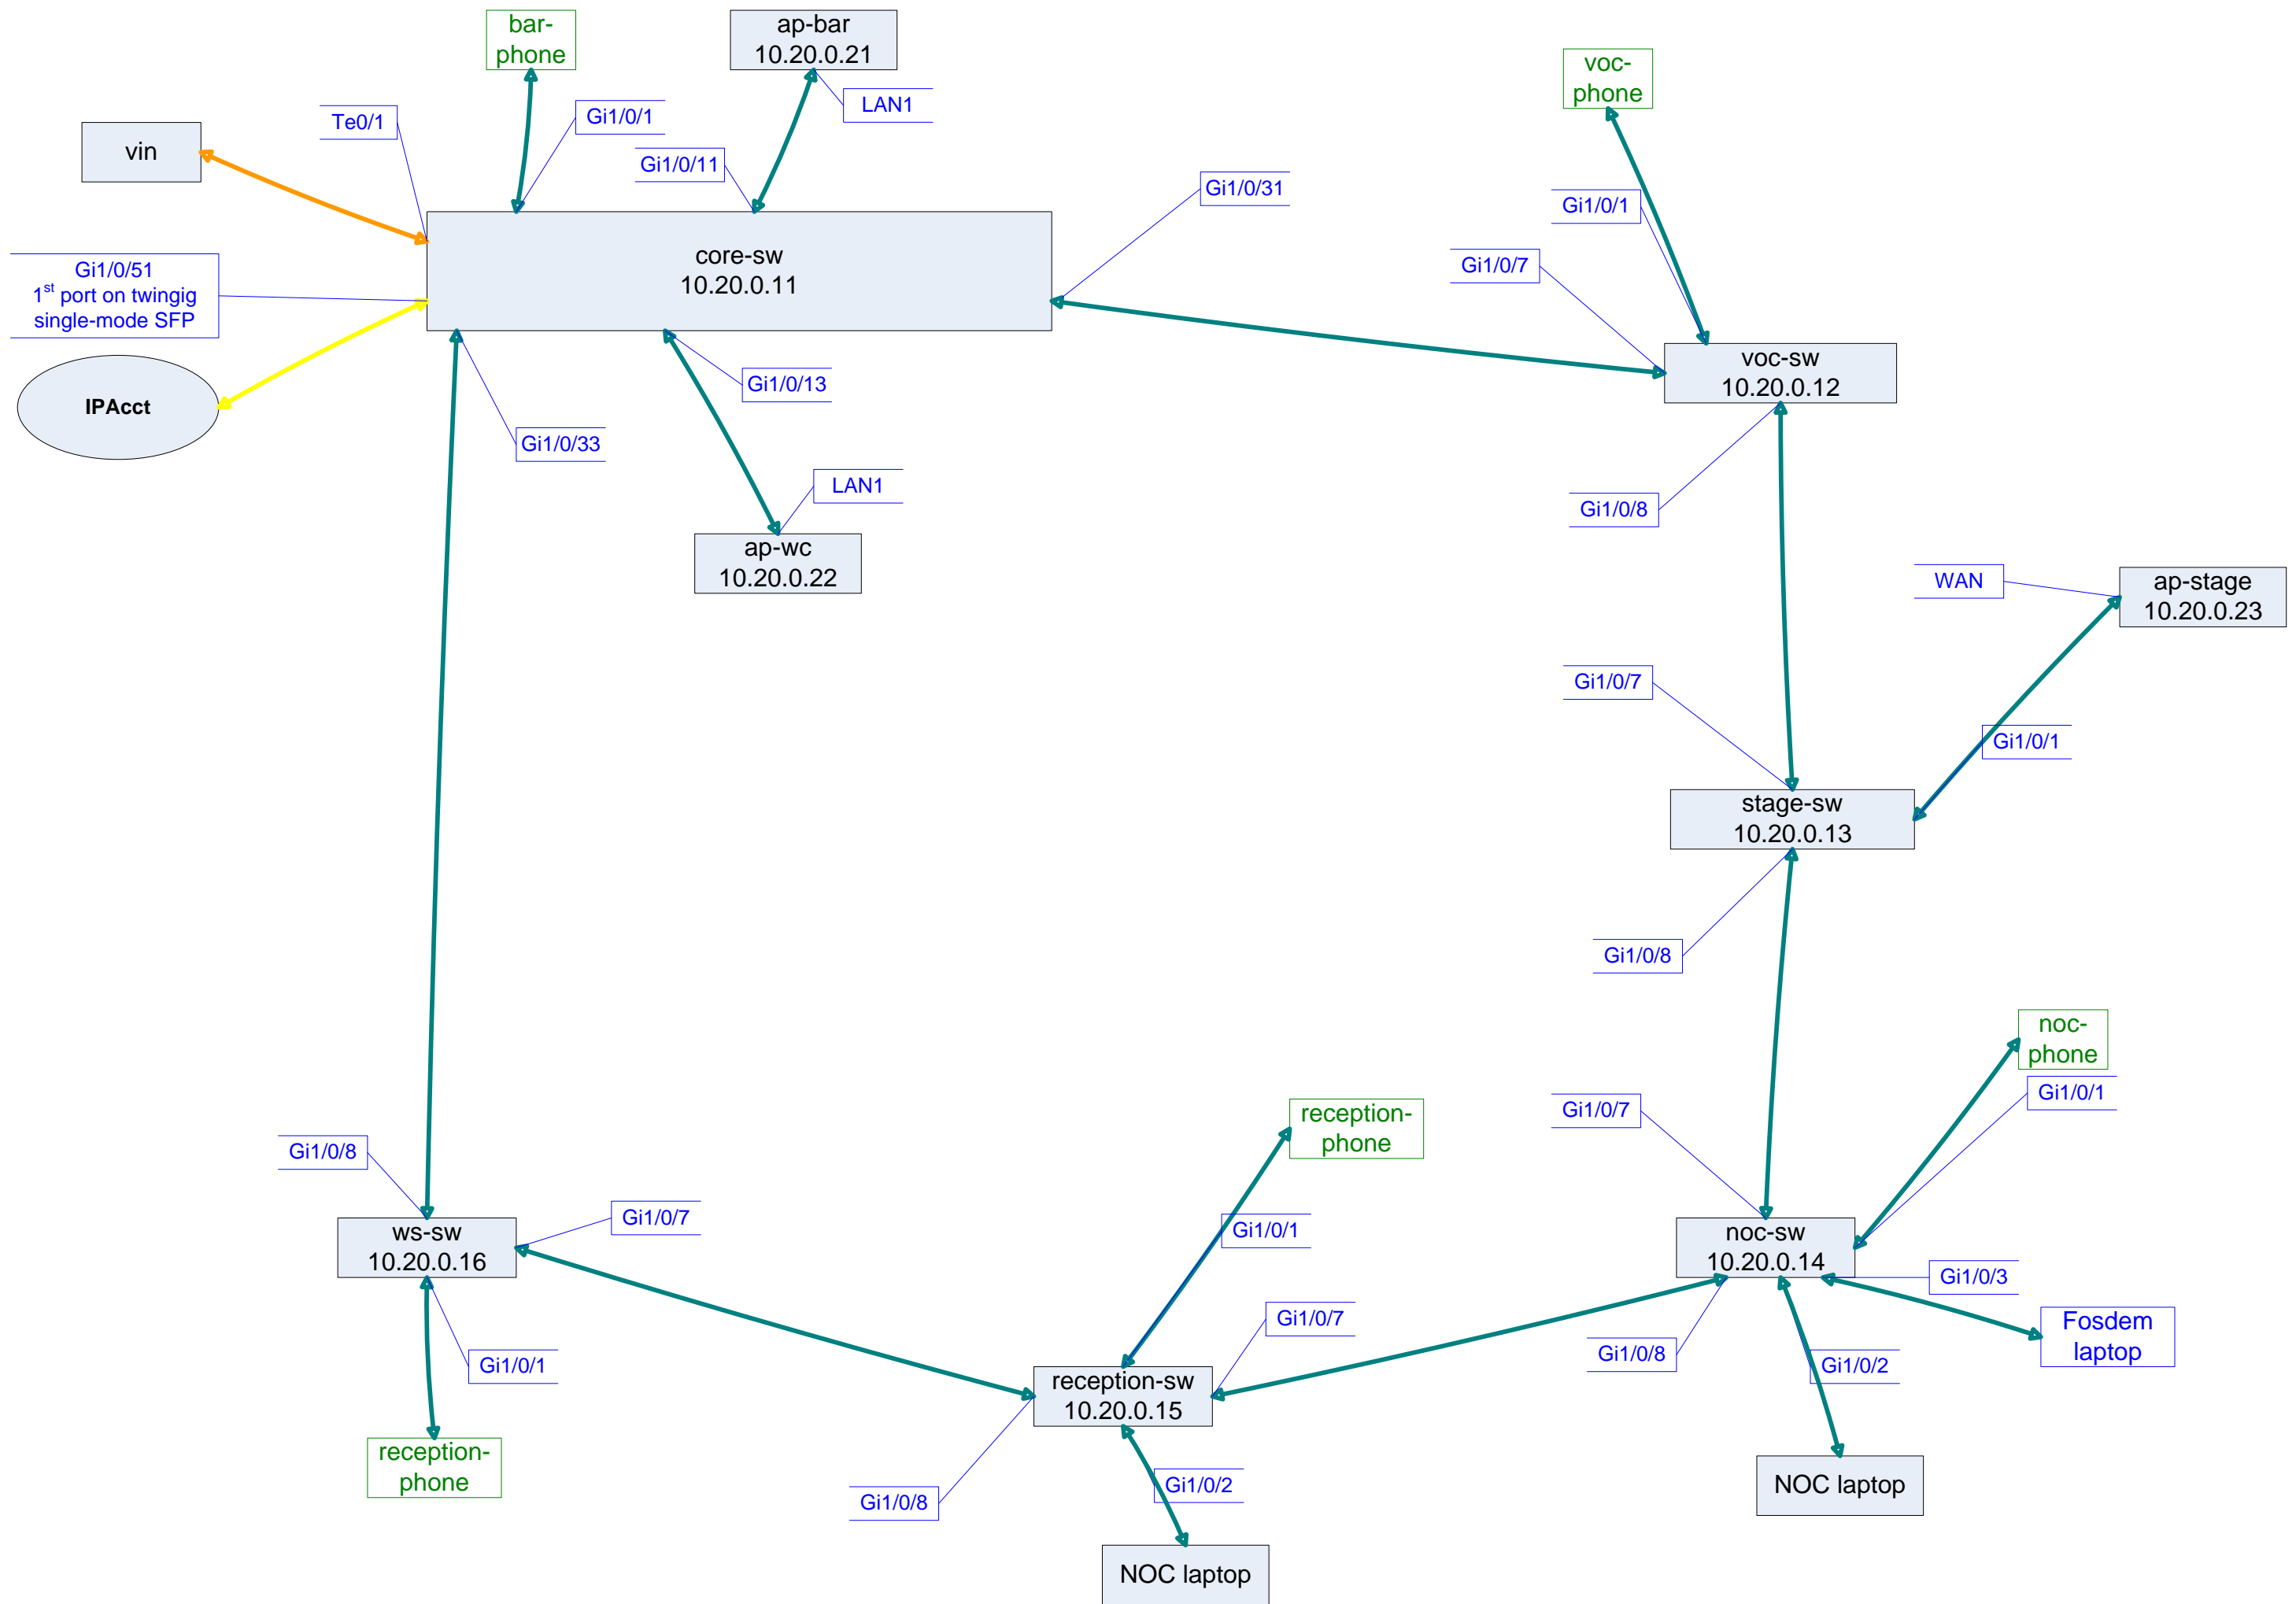 bar-
phone
ap-bar
10.20.0.21
LAN1
voc-
phone
Te0/1
Gi1/0/1
vin
Gi1/0/11
Gi1/0/31
Gi1/0/1
core-sw
10.20.0.11
Gi1/0/7
Gi1/0/51
1st port on twingig
single-mode SFP
IPAcct
voc-sw
10.20.0.12
Gi1/0/13
Gi1/0/33
LAN1
Gi1/0/8
ap-wc
10.20.0.22
WAN
ap-stage
10.20.0.23
Gi1/0/7
Gi1/0/1
stage-sw
10.20.0.13
Gi1/0/8
noc-
phone
Gi1/0/1
Gi1/0/7
reception-
phone
Gi1/0/8
Gi1/0/7
Gi1/0/1
ws-sw
10.20.0.16
noc-sw
10.20.0.14
Gi1/0/3
Gi1/0/7
Fosdem
laptop
Gi1/0/1
Gi1/0/8
Gi1/0/2
reception-sw
10.20.0.15
reception-
phone
Gi1/0/8
Gi1/0/2
NOC laptop
NOC laptop